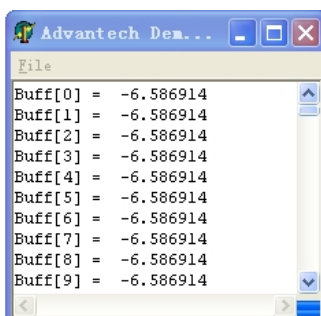 Advantech Dem...
File
Buff[0] =  -6.586914
Buff[1] =  -6.586914
Buff[2] =  -6.586914
Buff[3] =  -6.586914
Buff[4] =  -6.586914
Buff[5] =  -6.586914
Buff[6] =  -6.586914
Buff[7] =  -6.586914
Buff[8] =  -6.586914
Buff[9] =  -6.586914